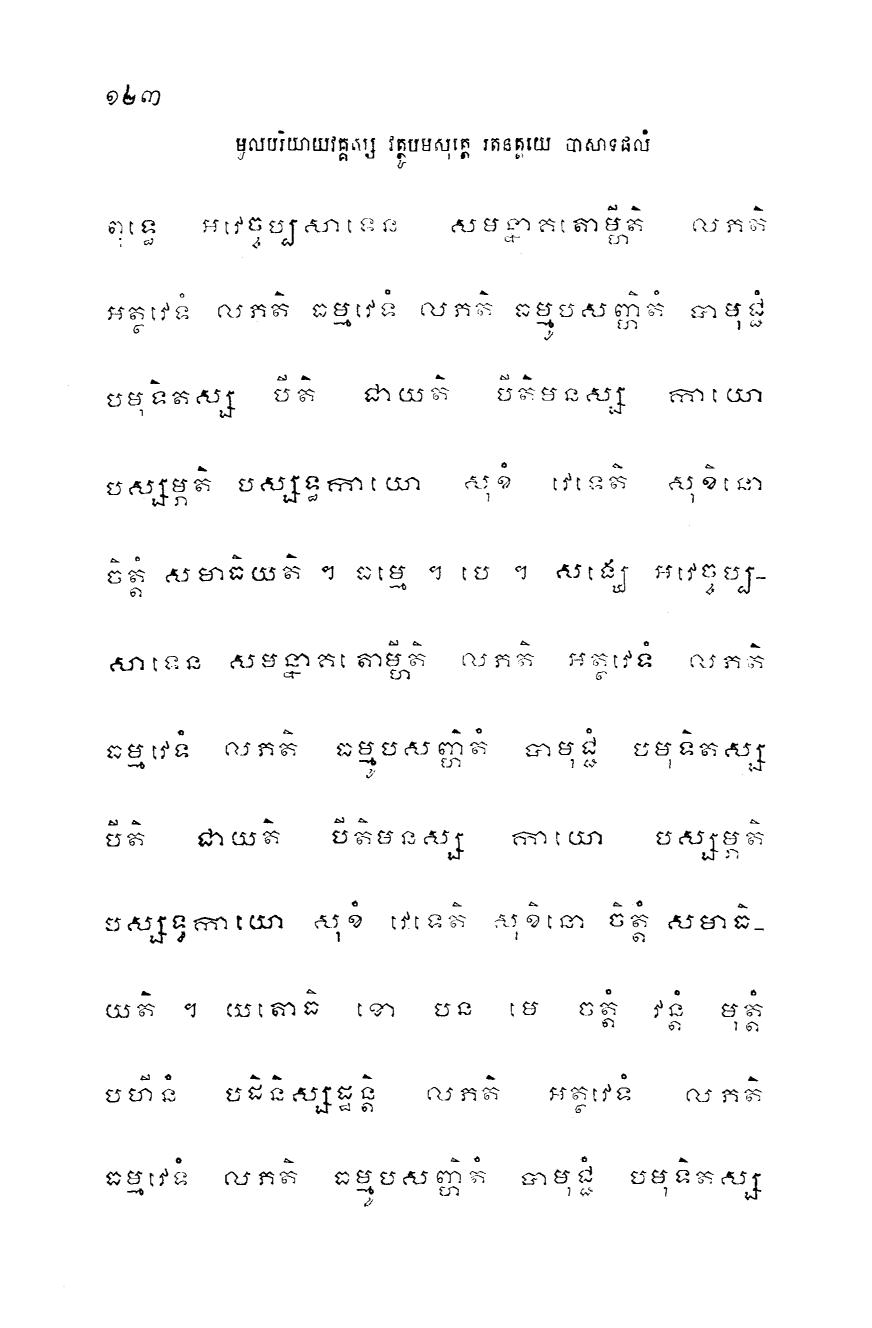 ១២៣
មូលបរិយាយវគ្គស្ស វត្ថូបមសុត្តេ រតនត្តយេ បាសាទផលំ
ពុទ្ធេ អវេច្ចប្បសាទេន សមន្នាគតោម្ហីតិ លភតិ
អត្ថវេទំ លភតិ ធម្មវេទំ លភតិ ធម្មូបសញ្ហិតំ បាមុជ្ជំ
បមុទិតស្ស បីតិ ជាយតិ បីតិមនស្ស កាយោ
បស្សម្ភតិ បស្សទ្ធកាយោ សុខំ វេទេតិ សុខិនោ
ចិត្តំ សមាធិយតិ ។ ធម្មេ ។ បេ ។ សង្ឃេ អវេច្ចប្ប-
សាទេន សមន្នាគតោម្ហីតិ លភតិ អត្ថវេទំ លភតិ
ធម្មវេទំ លភតិ ធម្មូបសញ្ហិតំ បាមុជ្ជំ បមុទិតស្ស
បីតិ ជាយតិ បីតិមនស្ស កាយោ បស្សម្ភតិ
បស្សទ្ធកាយោ សុខំ វេទេតិ សុខិនោ ចិត្តំ សមាធិ-
យតិ ។ យតោធិ ខោ បន មេ ចត្តំ វន្តំ មុត្តំ
បហីនំ បដិនិស្សដ្ឋន្តិ លភតិ អត្ថវេទំ លភតិ
ធម្មវេទំ លភតិ ធម្មូបសញ្ហិតំ បាមុជ្ជំ បមុទិតស្ស